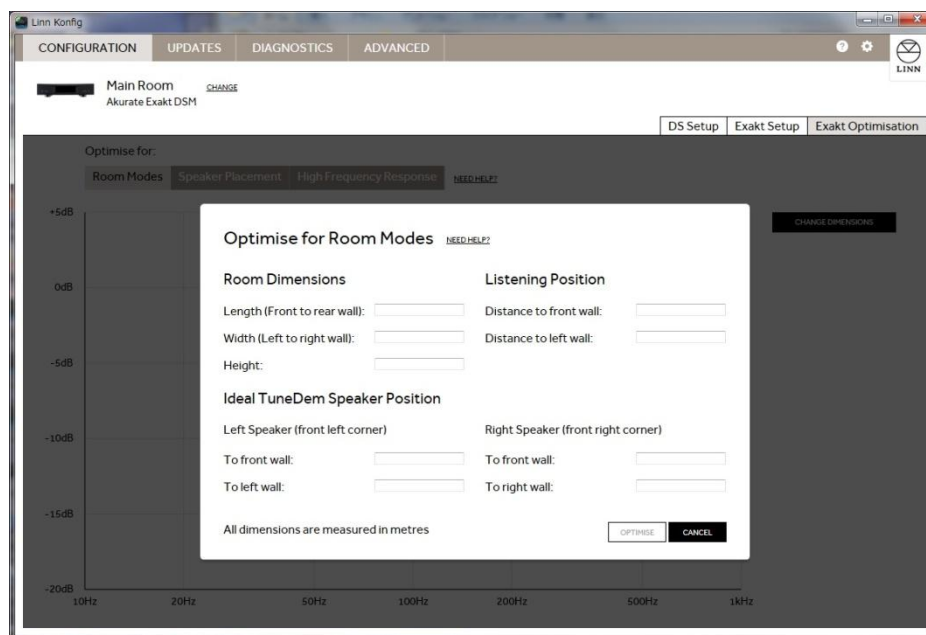 Linn Konfig
CONFIGURATION UPDATES DIAGNOSTICS ADVANCED
LINN
Main Room CHANGE
Akurate Exakt DSM
DS Setup Exakt Setup Exakt Optimisation
Optimise for:
Room Modes Speaker Placement High Frequency Response NEED HELP?
+5dB
CHANGE DIMENSIONS
Optimise for Room Modes NEED HELP?
Room Dimensions Listening Position
0dB
Length (Front to rear wall): Distance to front wall:
Width (Left to right wall): Distance to left wall:
-5dB
Height:
Ideal TuneDem Speaker Position
Left Speaker (front left corner) Right Speaker (front right corner)
-10dB
To front wall: To front wall:
To left wall: To right wall:
-15dB
All dimensions are measured in metres OPTIMISE CANCEL
-20dB
10Hz 20Hz 50Hz 100Hz 200Hz 500Hz 1kHz